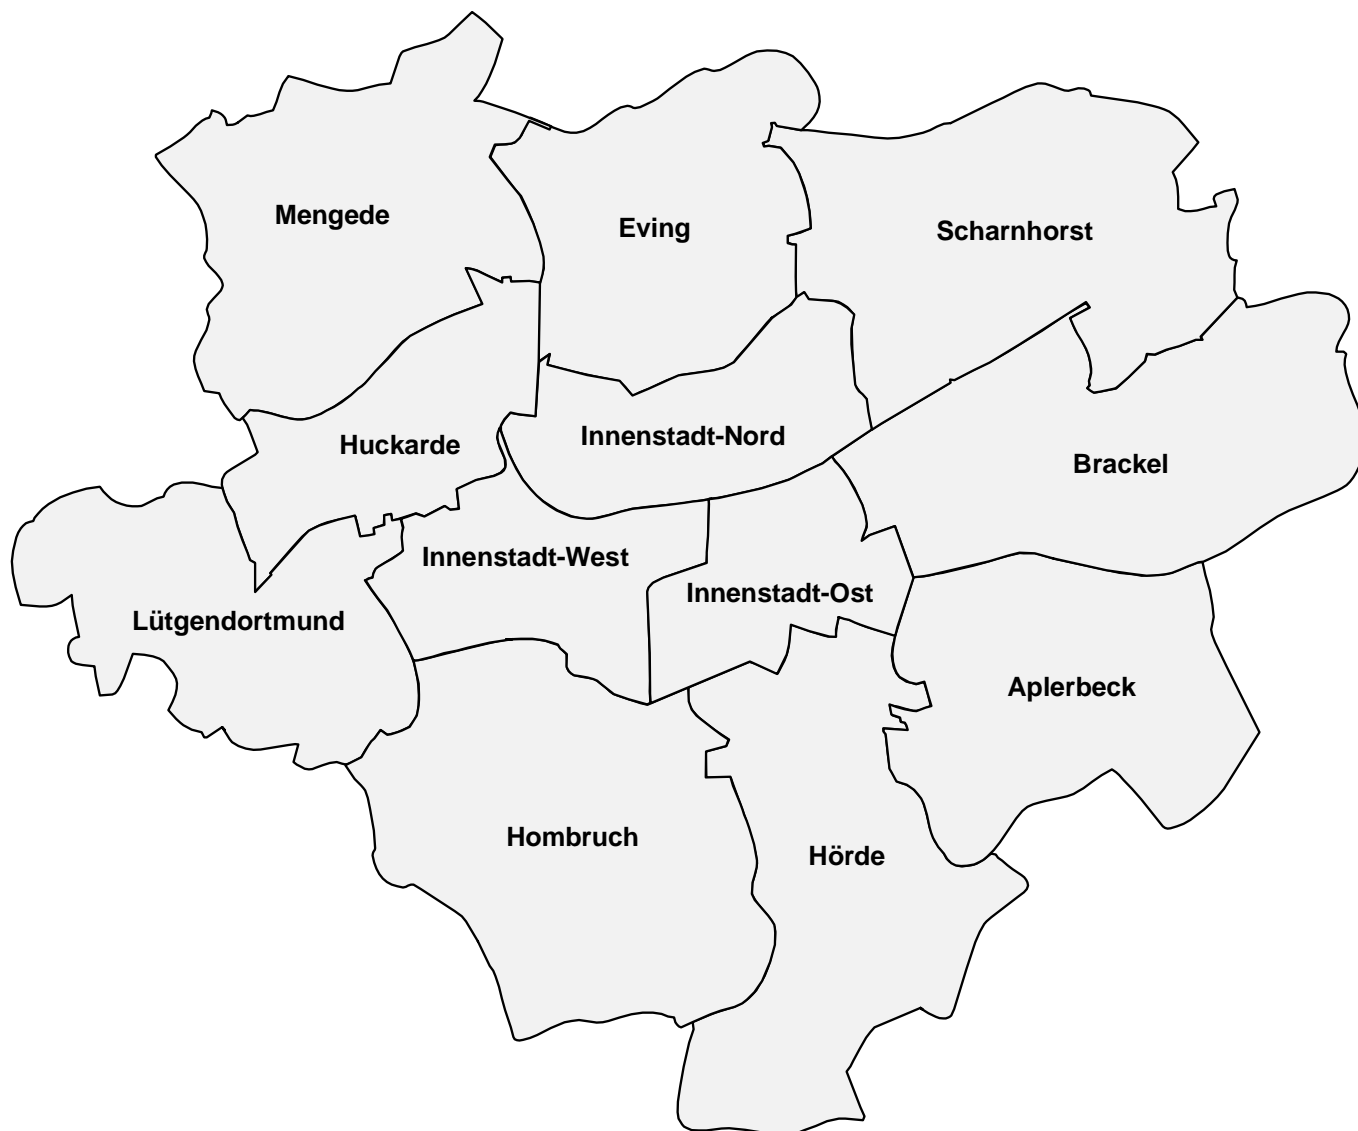 Mengede
Eving
Scharnhorst
Huckarde
Innenstadt-Nord
Brackel
Innenstadt-West
Innenstadt-Ost
Lütgendortmund
Aplerbeck
Hombruch
Hörde